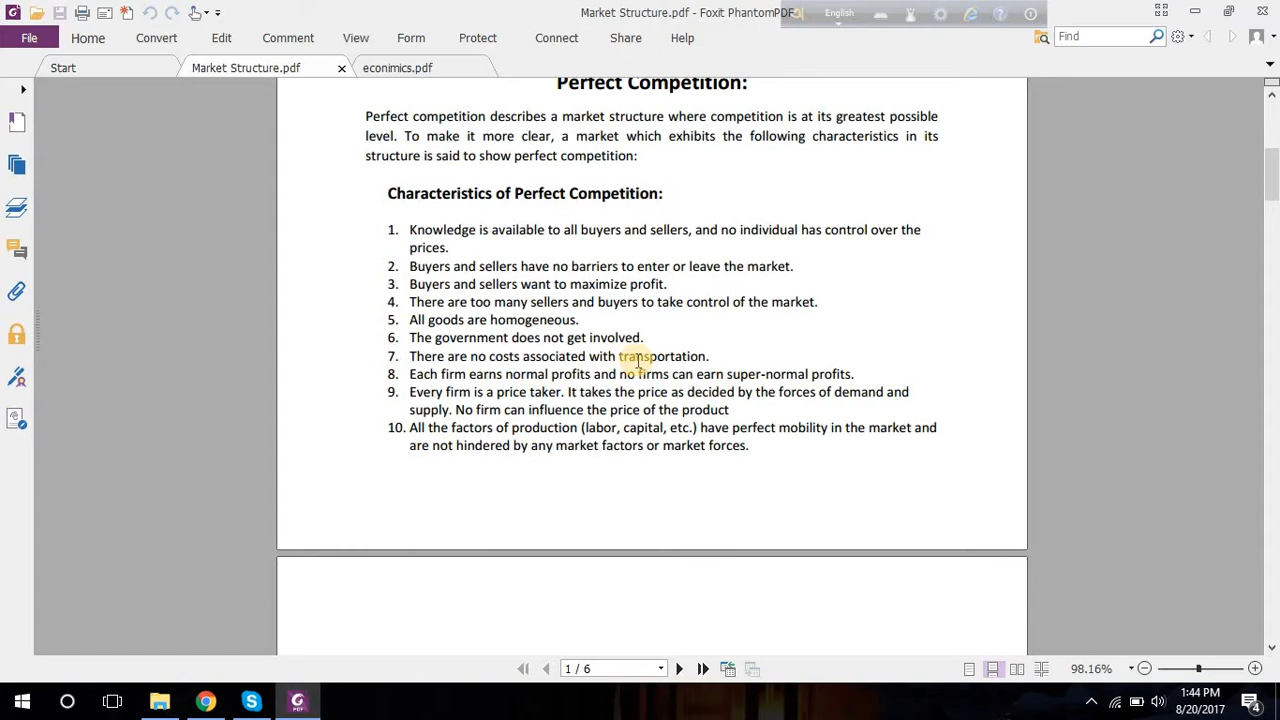 Market Structure.pdf - Foxit PhantomPDF
English
File Home Convert Edit Comment View Form Protect Connect Share Help
Find
Start
Market Structure.pdf
econimics.pdf
Perfect Competition:
Perfect competition describes a market structure where competition is at its greatest possible
level. To make it more clear, a market which exhibits the following characteristics in its
structure is said to show perfect competition:
Characteristics of Perfect Competition:
1. Knowledge is available to all buyers and sellers, and no individual has control over the
prices.
2. Buyers and sellers have no barriers to enter or leave the market.
3. Buyers and sellers want to maximize profit.
4. There are too many sellers and buyers to take control of the market.
5. All goods are homogeneous.
6. The government does not get involved.
7. There are no costs associated with transportation.
8. Each firm earns normal profits and no firms can earn super-normal profits.
9. Every firm is a price taker. It takes the price as decided by the forces of demand and
supply. No firm can influence the price of the product
10. All the factors of production (labor, capital, etc.) have perfect mobility in the market and
are not hindered by any market factors or market forces.
1 / 6
98.16%
PDF
1:44 PM
8/20/2017
4